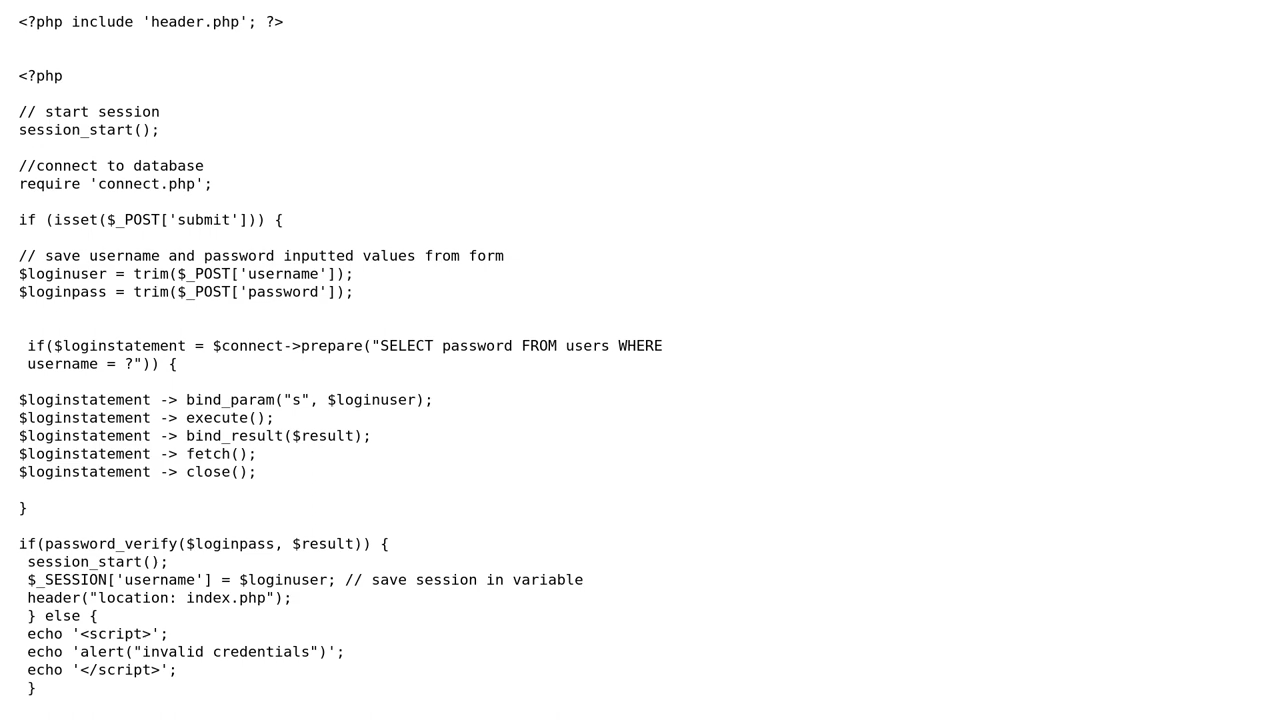 <?php include 'header.php'; ?>
<?php
// start session
session_start();
//connect to database
require 'connect.php';
if (isset($_POST['submit'])) {
// save username and password inputted values from form
$loginuser = trim($_POST['username']);
$loginpass = trim($_POST['password']);
if($loginstatement = $connect->prepare("SELECT password FROM users WHERE
username = ?")) {
$loginstatement -> bind_param("s", $loginuser);
$loginstatement -> execute();
$loginstatement -> bind_result($result);
$loginstatement -> fetch();
$loginstatement -> close();
}
if(password_verify($loginpass, $result)) {
session_start();
$_SESSION['username'] = $loginuser; // save session in variable
header("location: index.php");
} else {
echo '<script>';
echo 'alert("invalid credentials")';
echo '</script>';
}